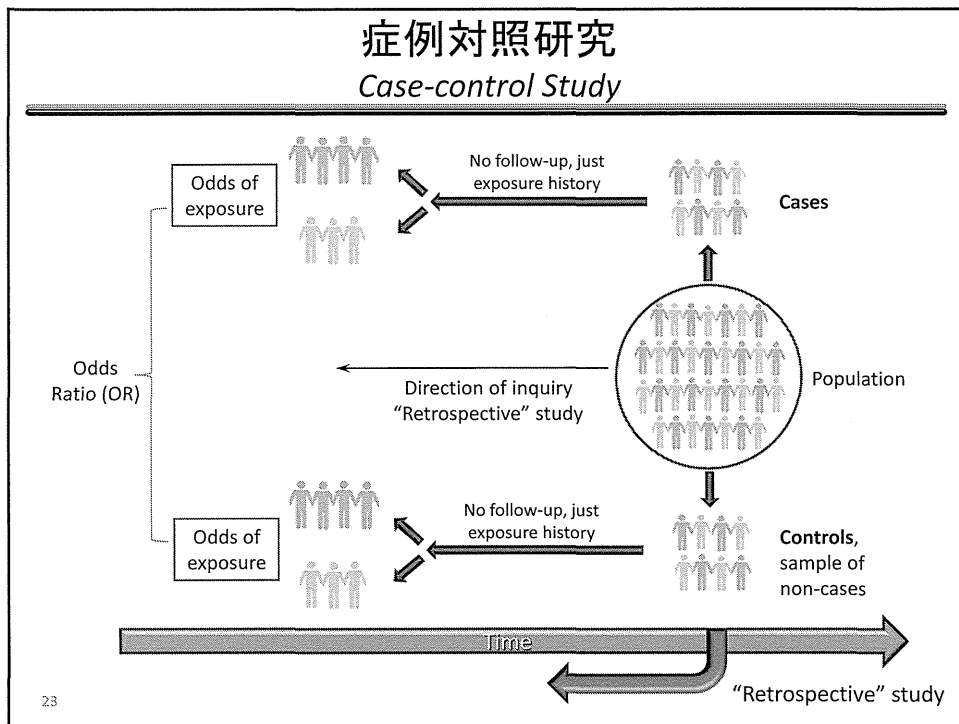 症例対照研究
Case-control Study
Odds of
exposure
No follow-up, just
exposure history
Cases
Odds
Ratio (OR)
Direction of inquiry
“Retrospective” study
Population
Odds of
exposure
No follow-up, just
exposure history
Controls,
sample of
non-cases
Time
“Retrospective” study
23